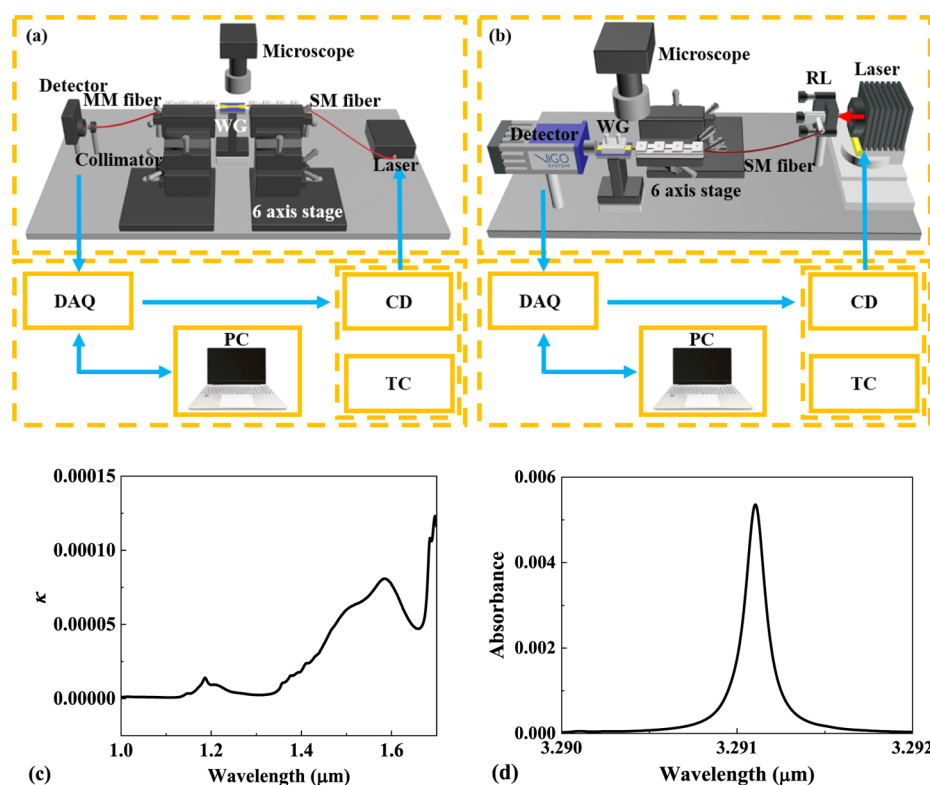 (a)
Microscope
Detector
MM fiber
SM fiber
WG
Collimator
Laser
6 axis stage
DAQ
CD
PC
TC
(b)
Microscope
RL
Laser
Detector
WG
VIGO
SYSTEM
SM fiber
6 axis stage
DAQ
CD
PC
TC
0.00015
0.00010
0.00005
0.00000
κ
1.0
1.2
1.4
1.6
Wavelength (μm)
(c)
0.006
0.004
0.002
0.000
Absorbance
3.290
3.291
3.292
Wavelength (μm)
(d)